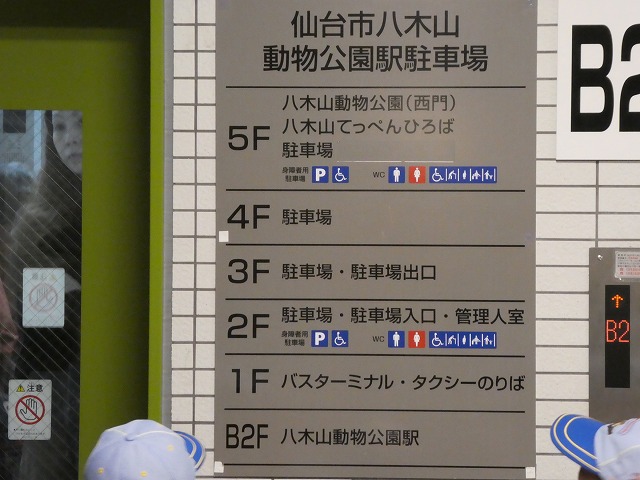 仙台市八木山
動物公園駅駐車場
5F
八木山動物公園(西門)
八木山てっぺんひろば
駐車場
身障者用
駐車場
P
WC
4F 駐車場
3F 駐車場・駐車場出口
2F 駐車場・駐車場入口・管理人室
身障者用
駐車場
P
WC
1F バスターミナル・タクシーのりば
B2F 八木山動物公園駅
B2
B2
注意